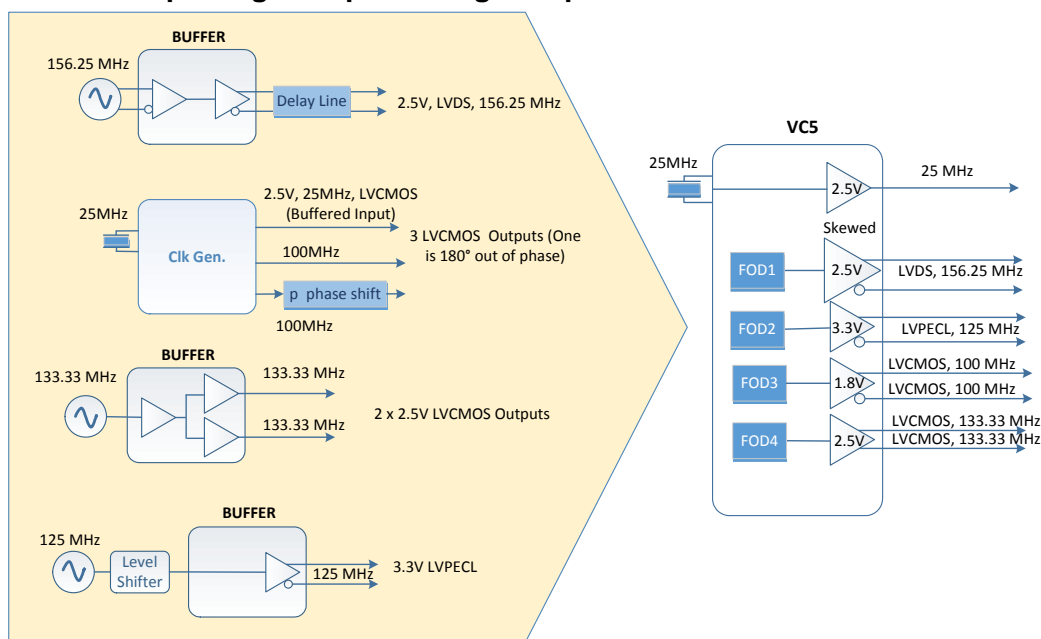 BUFFER
156.25 MHz
Delay Line
2.5V, LVDS, 156.25 MHz
25MHz
Clk Gen.
2.5V, 25MHz, LVCMOS
(Buffered Input)
100MHz
3 LVCMOS Outputs (One
is 180° out of phase)
p phase shift
100MHz
BUFFER
133.33 MHz
133.33 MHz
133.33 MHz
2 x 2.5V LVCMOS Outputs
BUFFER
125 MHz
Level
Shifter
125 MHz
3.3V LVPECL
VC5
25MHz
2.5V
25 MHz
Skewed
FOD1
2.5V
LVDS, 156.25 MHz
FOD2
3.3V
LVPECL, 125 MHz
FOD3
1.8V
LVCMOS, 100 MHz
LVCMOS, 100 MHz
FOD4
2.5V
LVCMOS, 133.33 MHz
LVCMOS, 133.33 MHz